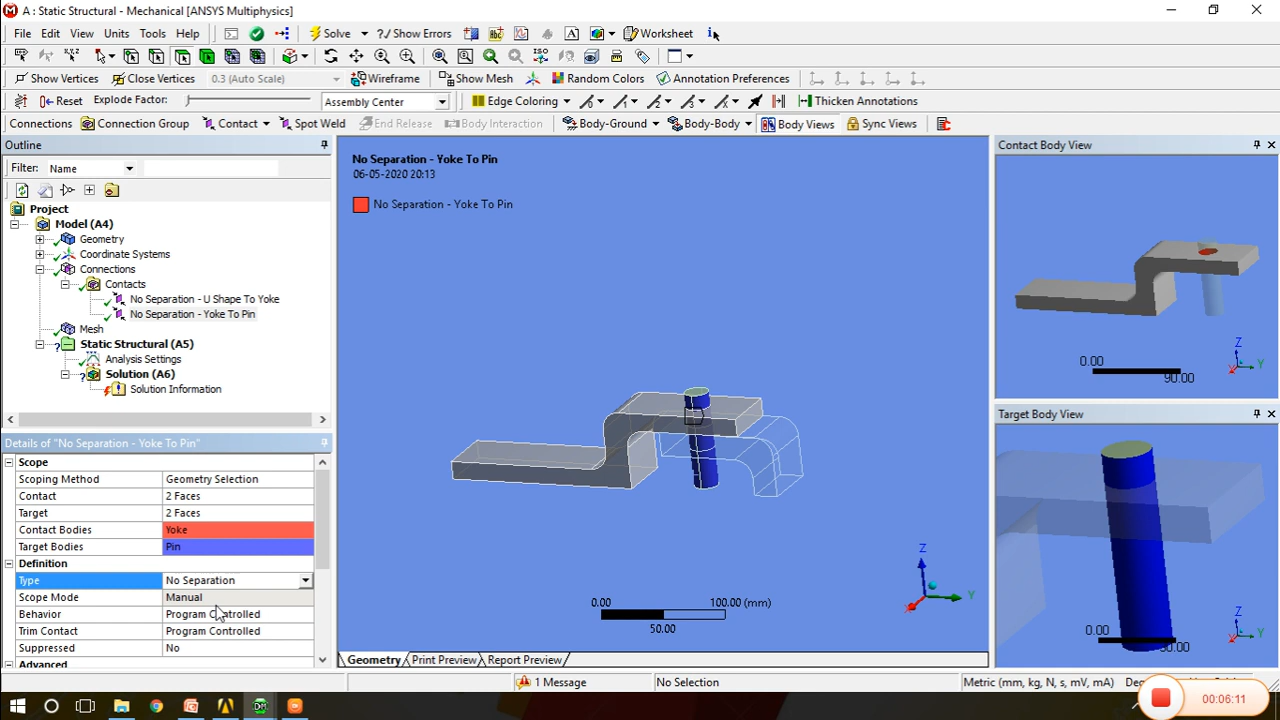 A : Static Structural - Mechanical [ANSYS Multiphysics]
File Edit View Units Tools Help Solve ?/Show Errors Worksheet
Show Vertices Close Vertices 0.3 (Auto Scale) Wireframe Show Mesh Random Colors Annotation Preferences
Reset Explode Factor: Assembly Center Edge Coloring Thicken Annotations
Connections Connection Group Contact Spot Weld End Release Body Interaction Body-Ground Body-Body Body Views Sync Views
Outline
Filter: Name
Project
Model (A4)
Geometry
Coordinate Systems
Connections
Contacts
No Separation - U Shape To Yoke
No Separation - Yoke To Pin
Mesh
Static Structural (A5)
Analysis Settings
Solution (A6)
Solution Information
Details of "No Separation - Yoke To Pin"
Scope
Scoping Method Geometry Selection
Contact 2 Faces
Target 2 Faces
Contact Bodies Yoke
Target Bodies Pin
Definition
Type No Separation
Scope Mode Manual
Behavior Program Controlled
Trim Contact Program Controlled
Suppressed No
Advanced
No Separation - Yoke To Pin
06-05-2020 20:13
No Separation - Yoke To Pin
Z
Y
X
0.00 100.00 (mm)
50.00
Geometry Print Preview Report Preview
Contact Body View
Z
Y
X
0.00
90.00
Target Body View
Z
Y
X
0.00
1 Message No Selection Metric (mm, kg, N, s, mV, mA)
00:06:11